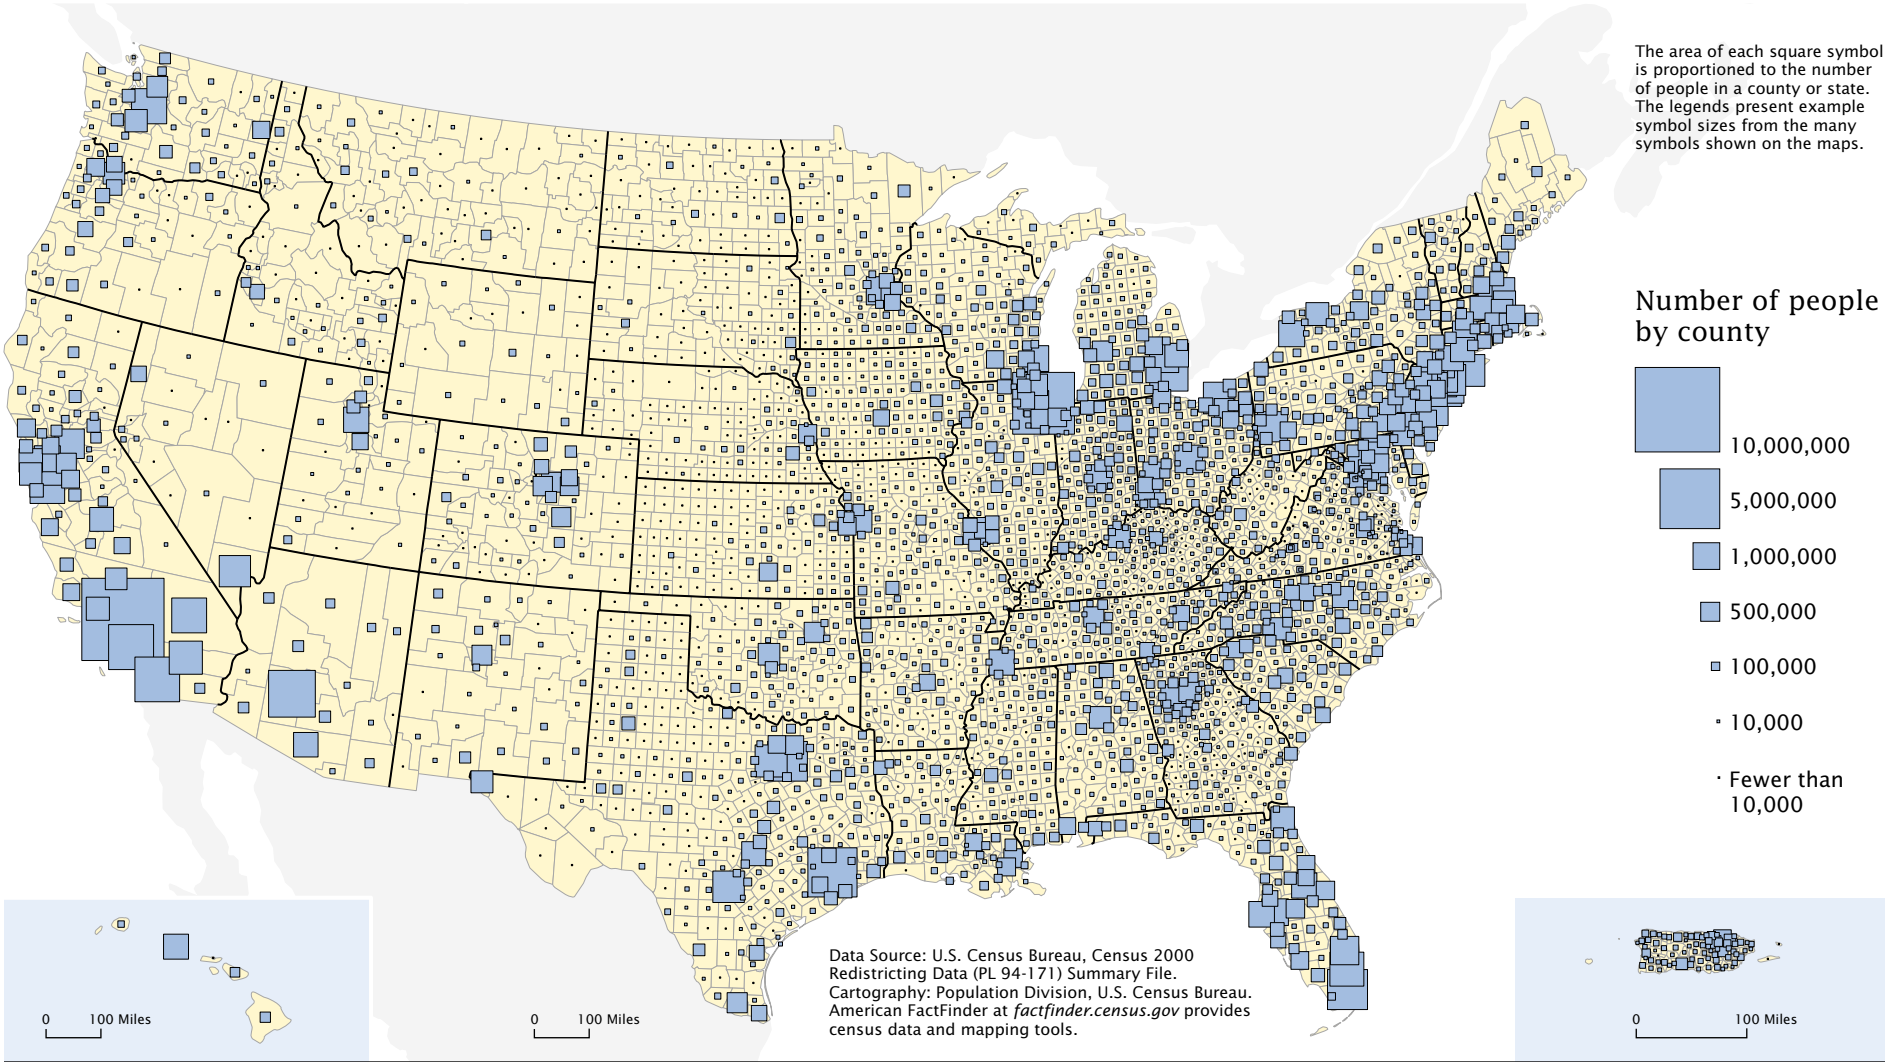 The area of each square symbol
is proportioned to the number
of people in a county or state.
The legends present example
symbol sizes from the many
symbols shown on the maps.
Number of people
by county
10,000,000
5,000,000
1,000,000
500,000
100,000
10,000
Fewer than
10,000
Data Source: U.S. Census Bureau, Census 2000
Redistricting Data (PL 94-171) Summary File.
Cartography: Population Division, U.S. Census Bureau.
American FactFinder at factfinder.census.gov provides
census data and mapping tools.
0 100 Miles
0 100 Miles
0 100 Miles